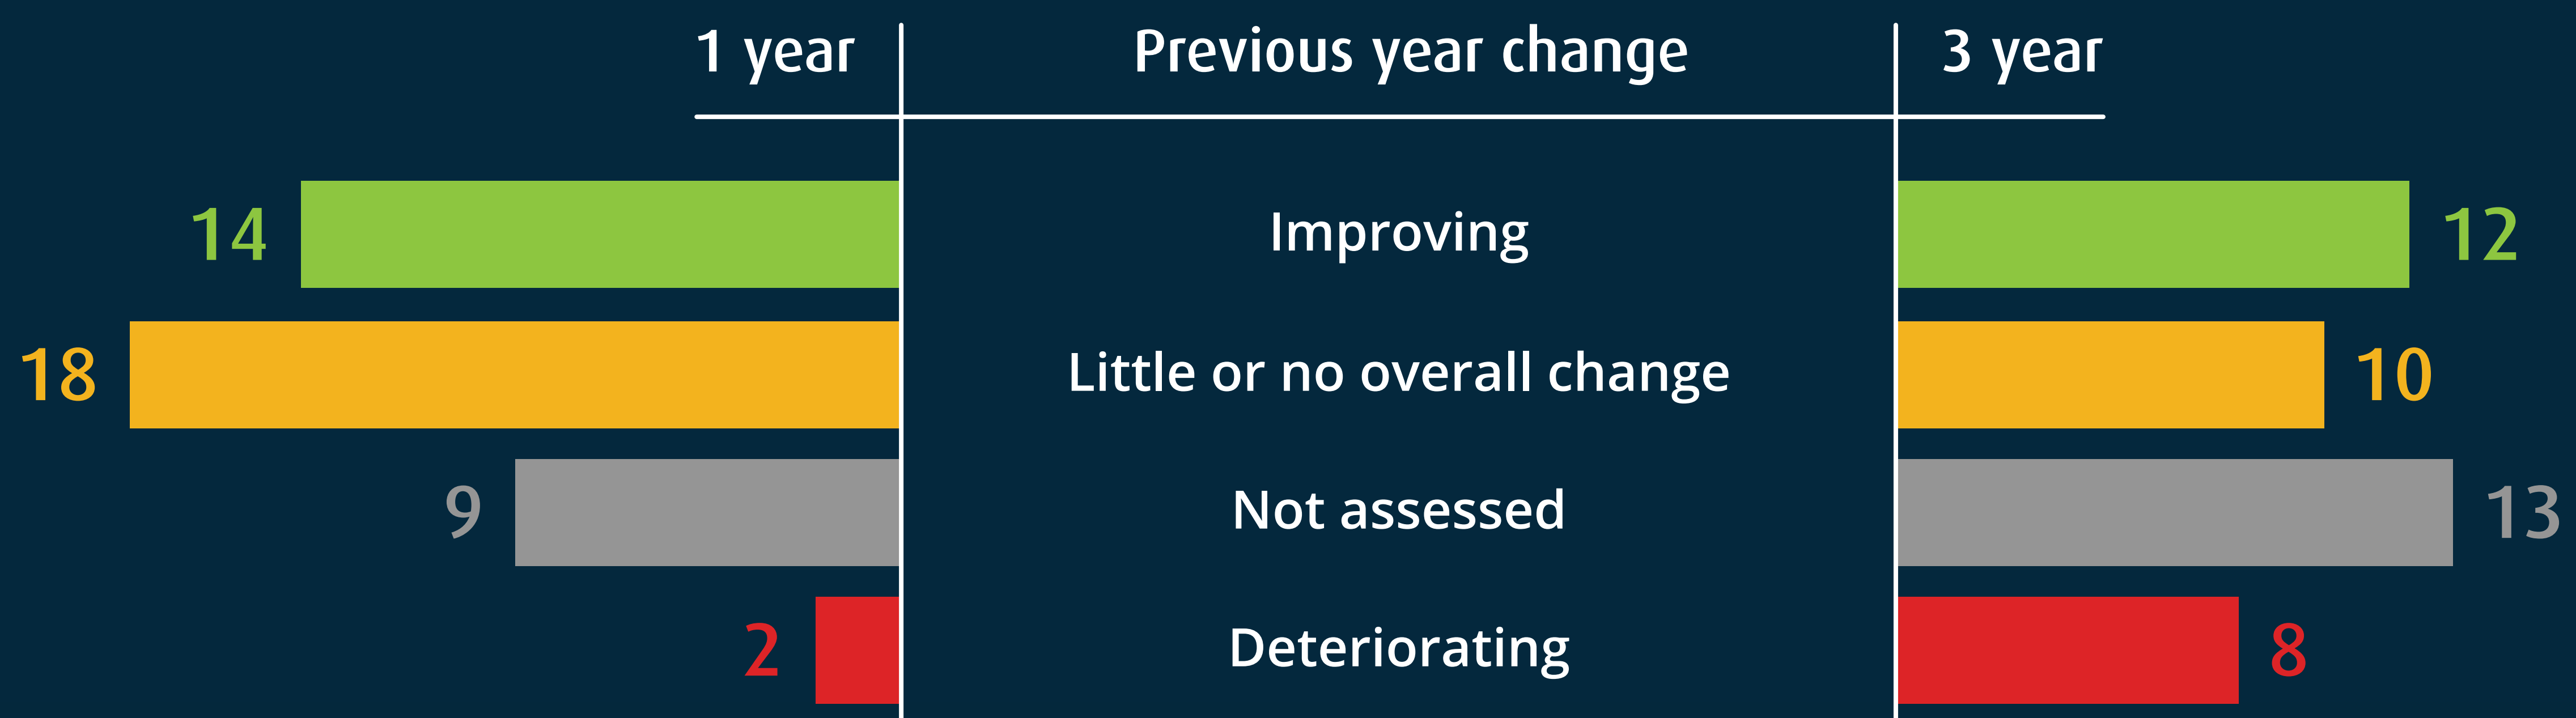 1 year Previous year change 3 year
14 Improving 12
18 Little or no overall change 10
9 Not assessed 13
2 Deteriorating 8